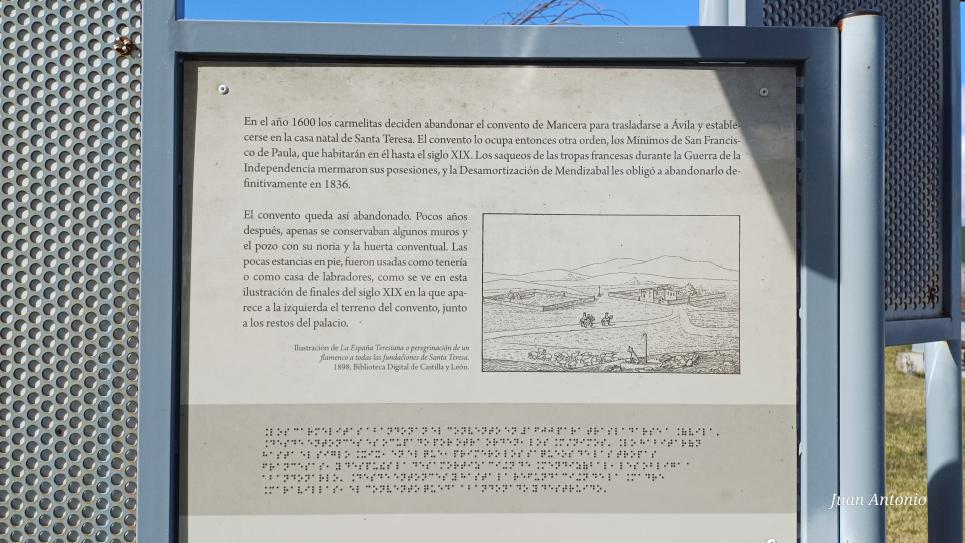 En el año 1600 los carmelitas deciden abandonar el convento de Mancera para trasladarse a Ávila y estable-
cerse en la casa natal de Santa Teresa. El convento lo ocupa entonces otra orden, los Mínimos de San Francis-
co de Paula, que habitarán en él hasta el siglo XIX. Los saqueos de las tropas francesas durante la Guerra de la
Independencia mermaron sus posesiones, y la Desamortización de Mendizabal les obligó a abandonarlo de-
finitivamente en 1836.
El convento queda así abandonado. Pocos años
después, apenas se conservaban algunos muros y
el pozo con su noria y la huerta conventual. Las
pocas estancias en pie, fueron usadas como tenería
o como casa de labradores, como se ve en esta
ilustración de finales del siglo XIX en la que apa-
rece a la izquierda el terreno del convento, junto
a los restos del palacio.
Ilustración de La España Teresiana o peregrinación de un
flamenco a todas las fundaciones de Santa Teresa.
1898. Biblioteca Digital de Castilla y León.
Juan Antonio